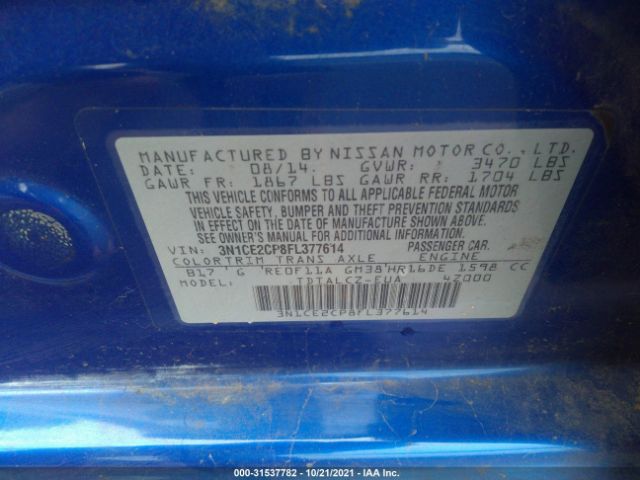 MANUFACTURED BY NISSAN MOTOR CO., LTD.
DATE: 08/14. GVWR: 3470 LBS
GAWR FR: 1867 LBS GAWR RR: 1704 LBS
THIS VEHICLE CONFORMS TO ALL APPLICABLE FEDERAL MOTOR
VEHICLE SAFETY, BUMPER AND THEFT PREVENTION STANDARDS
IN EFFECT ON THE DATE OF MANUFACTURE SHOWN ABOVE.
SEE OWNER'S MANUAL FOR ADDITIONAL INFORMATION.
VIN: 3N1CE2CP8FL377614 PASSENGER CAR.
COLOR TRIM TRANS AXLE ENGINE
B17 G RE0F11A GM38 HR16DE 1598 CC
MODEL: TDTALCZ-EUA 42000
3N1CE2CP8FL377614
000-31537782 - 10/21/2021 - IAA Inc.